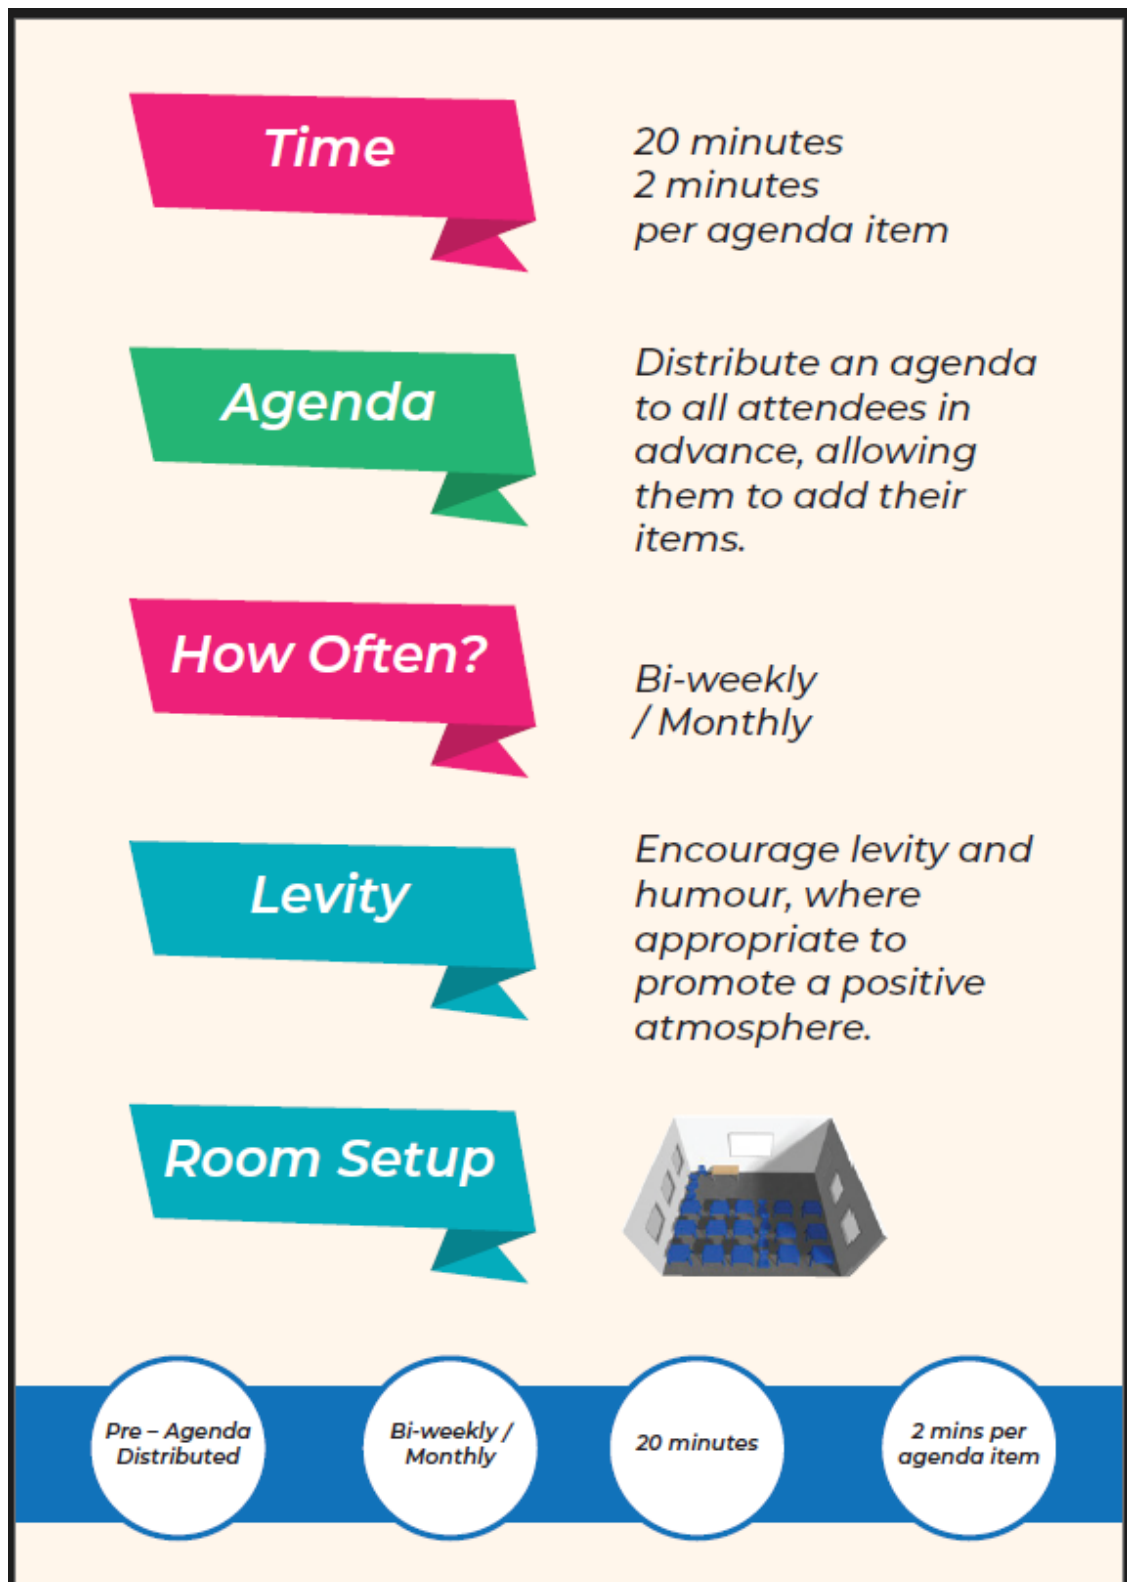 Time
20 minutes
2 minutes
per agenda item
Agenda
Distribute an agenda
to all attendees in
advance, allowing
them to add their
items.
How Often?
Bi-weekly
/ Monthly
Levity
Encourage levity and
humour, where
appropriate to
promote a positive
atmosphere.
Room Setup
Pre – Agenda
Distributed
Bi-weekly /
Monthly
20 minutes
2 mins per
agenda item